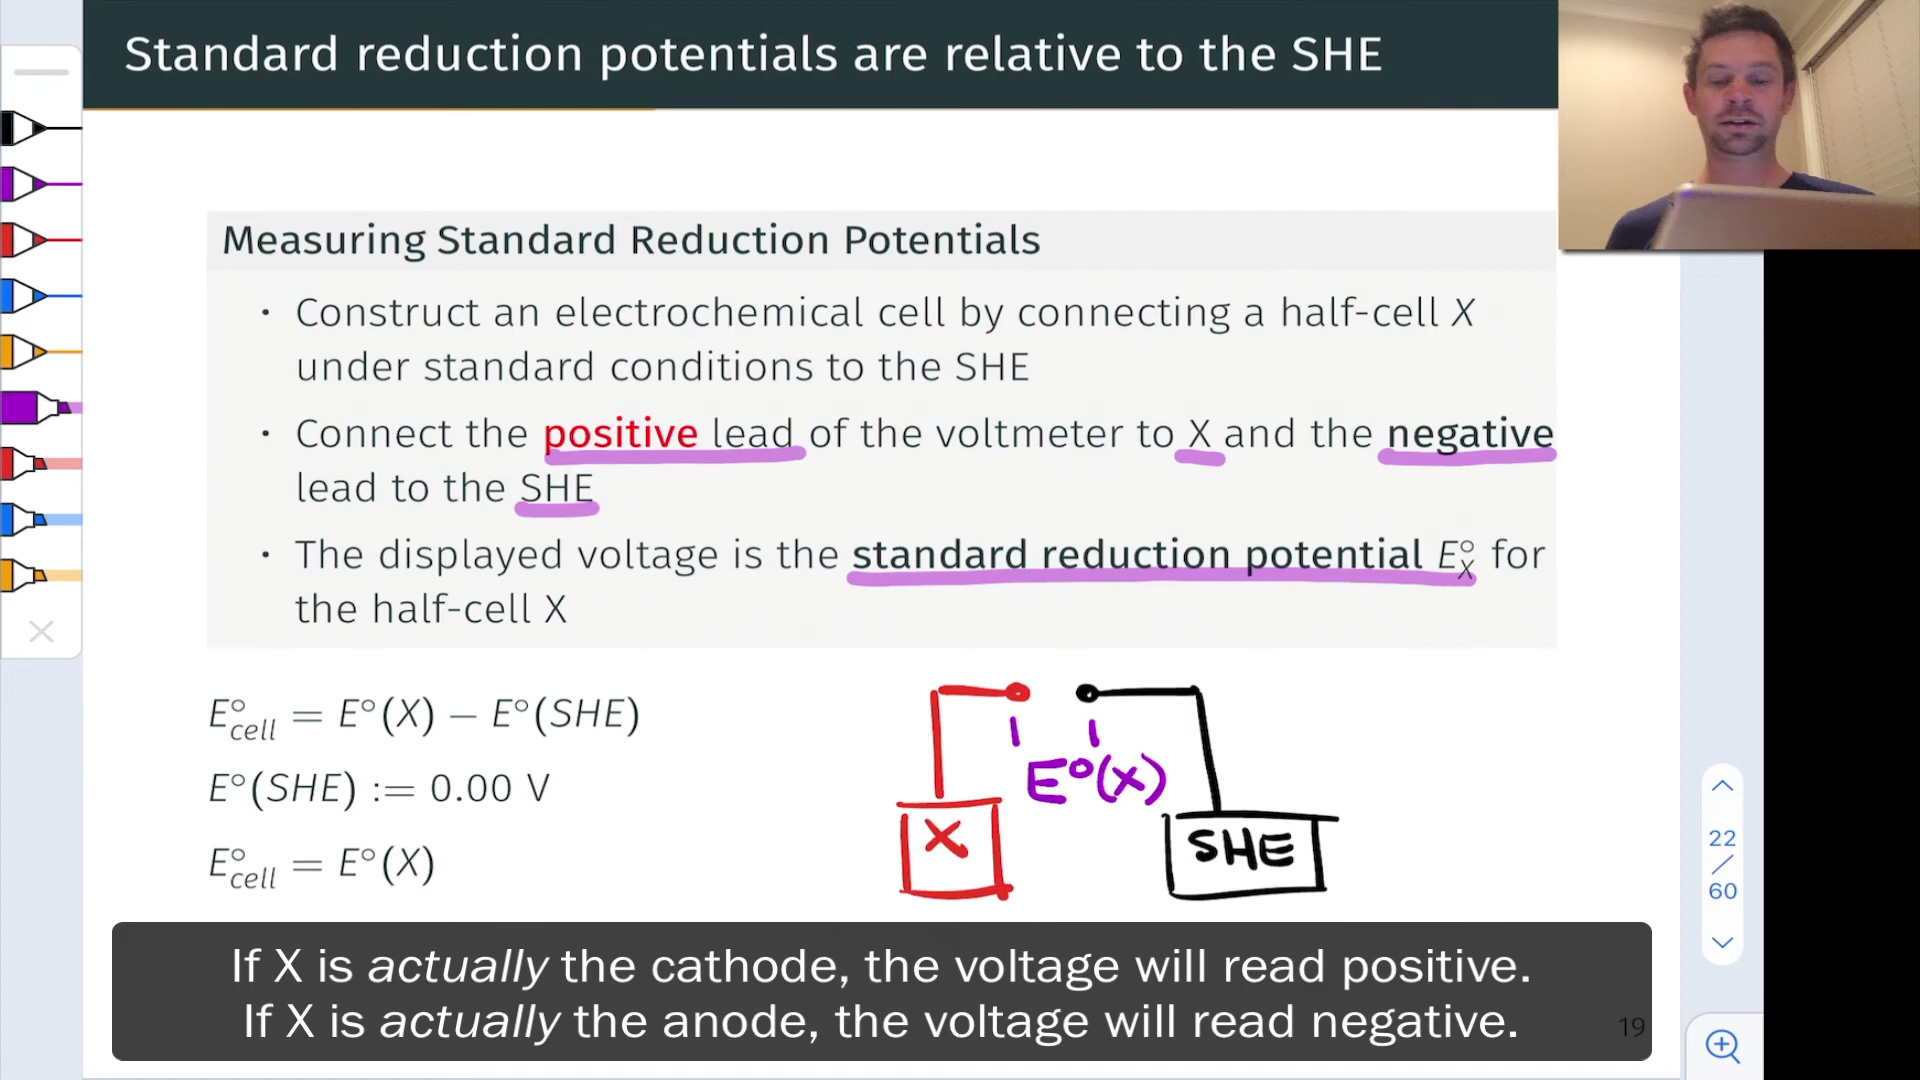 Standard reduction potentials are relative to the SHE
Measuring Standard Reduction Potentials
· Construct an electrochemical cell by connecting a half-cell X
under standard conditions to the SHE
· Connect the positive lead of the voltmeter to X and the negative
lead to the SHE
· The displayed voltage is the standard reduction potential E°X for
the half-cell X
E°cell = E°(X) – E°(SHE)
E°(SHE) := 0.00 V
E°cell = E°(X)
E°(X)
X
SHE
22
/
60
If X is actually the cathode, the voltage will read positive.
If X is actually the anode, the voltage will read negative.
19